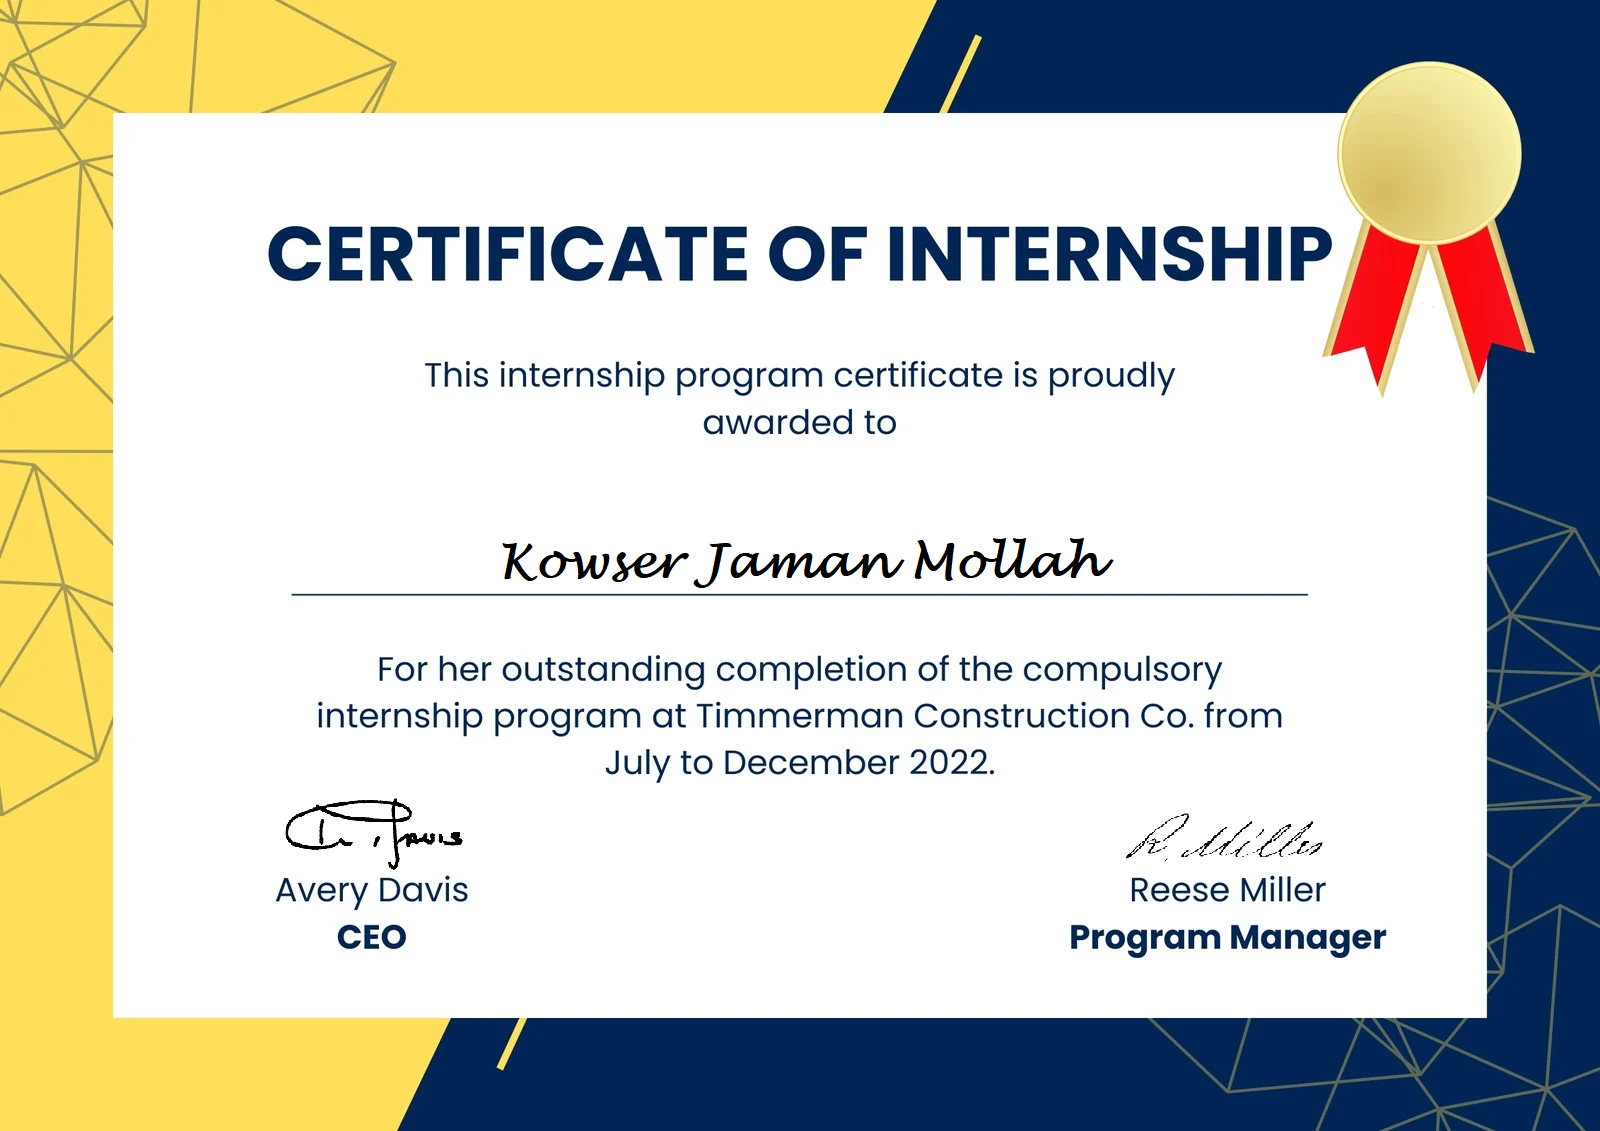 CERTIFICATE OF INTERNSHIP
This internship program certificate is proudly
awarded to
Kowser Jaman Mollah
For her outstanding completion of the compulsory
internship program at Timmerman Construction Co. from
July to December 2022.
R. Miller
Avery Davis
Reese Miller
CEO
Program Manager